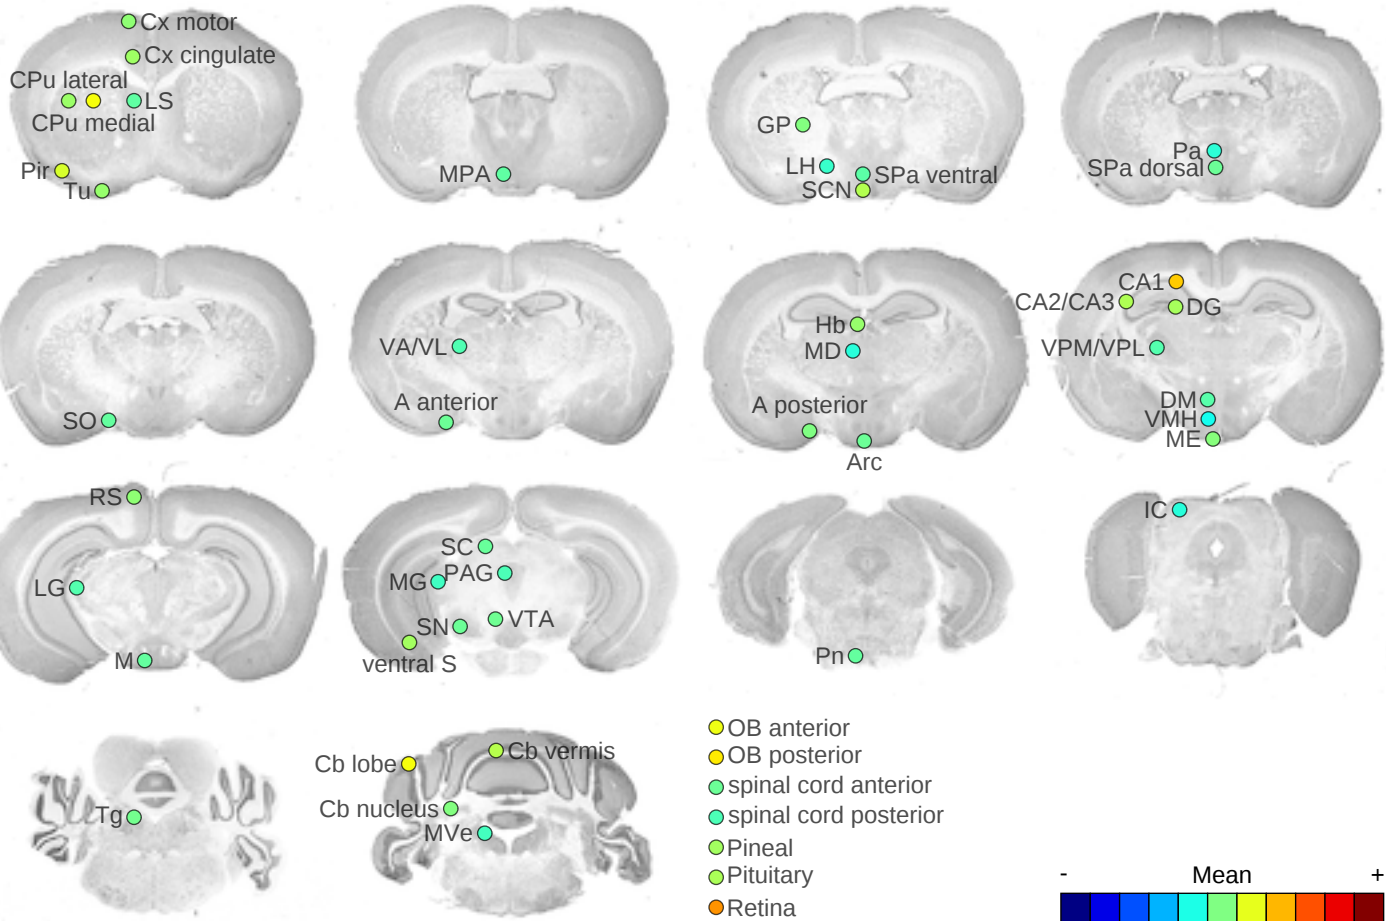 Cx motor
Cx cingulate
CPu lateral
LS
CPu medial
Pir
Tu
MPA
GP
LH
SPa ventral
SCN
Pa
SPa dorsal
SO
VA/VL
A anterior
Hb
MD
A posterior
Arc
CA1
CA2/CA3
DG
VPM/VPL
DM
VMH
ME
RS
LG
M
SC
MG
PAG
SN
VTA
ventral S
Pn
IC
Tg
Cb lobe
Cb vermis
Cb nucleus
MVe
OB anterior
OB posterior
spinal cord anterior
spinal cord posterior
Pineal
Pituitary
Retina
- Mean +